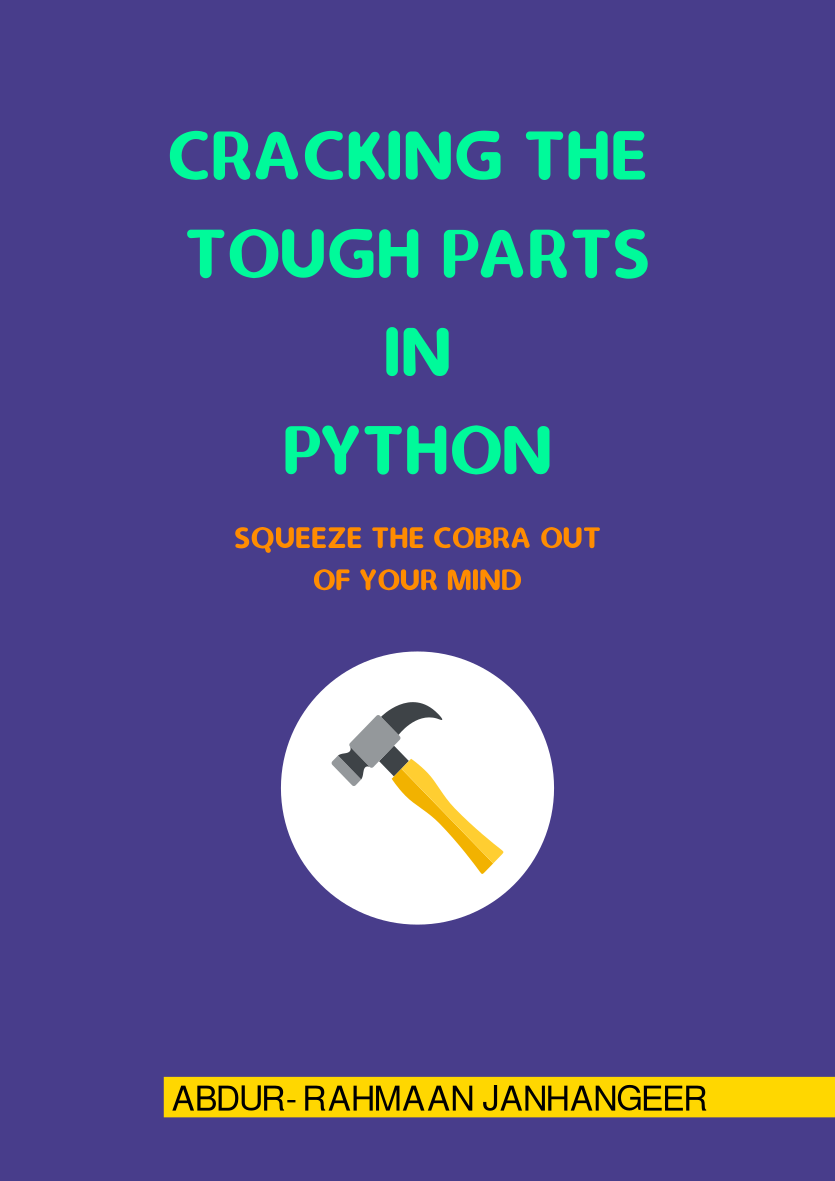 CRACKING THE
TOUGH PARTS
IN
PYTHON
SQUEEZE THE COBRA OUT
OF YOUR MIND
ABDUR- RAHMAAN JANHANGEER